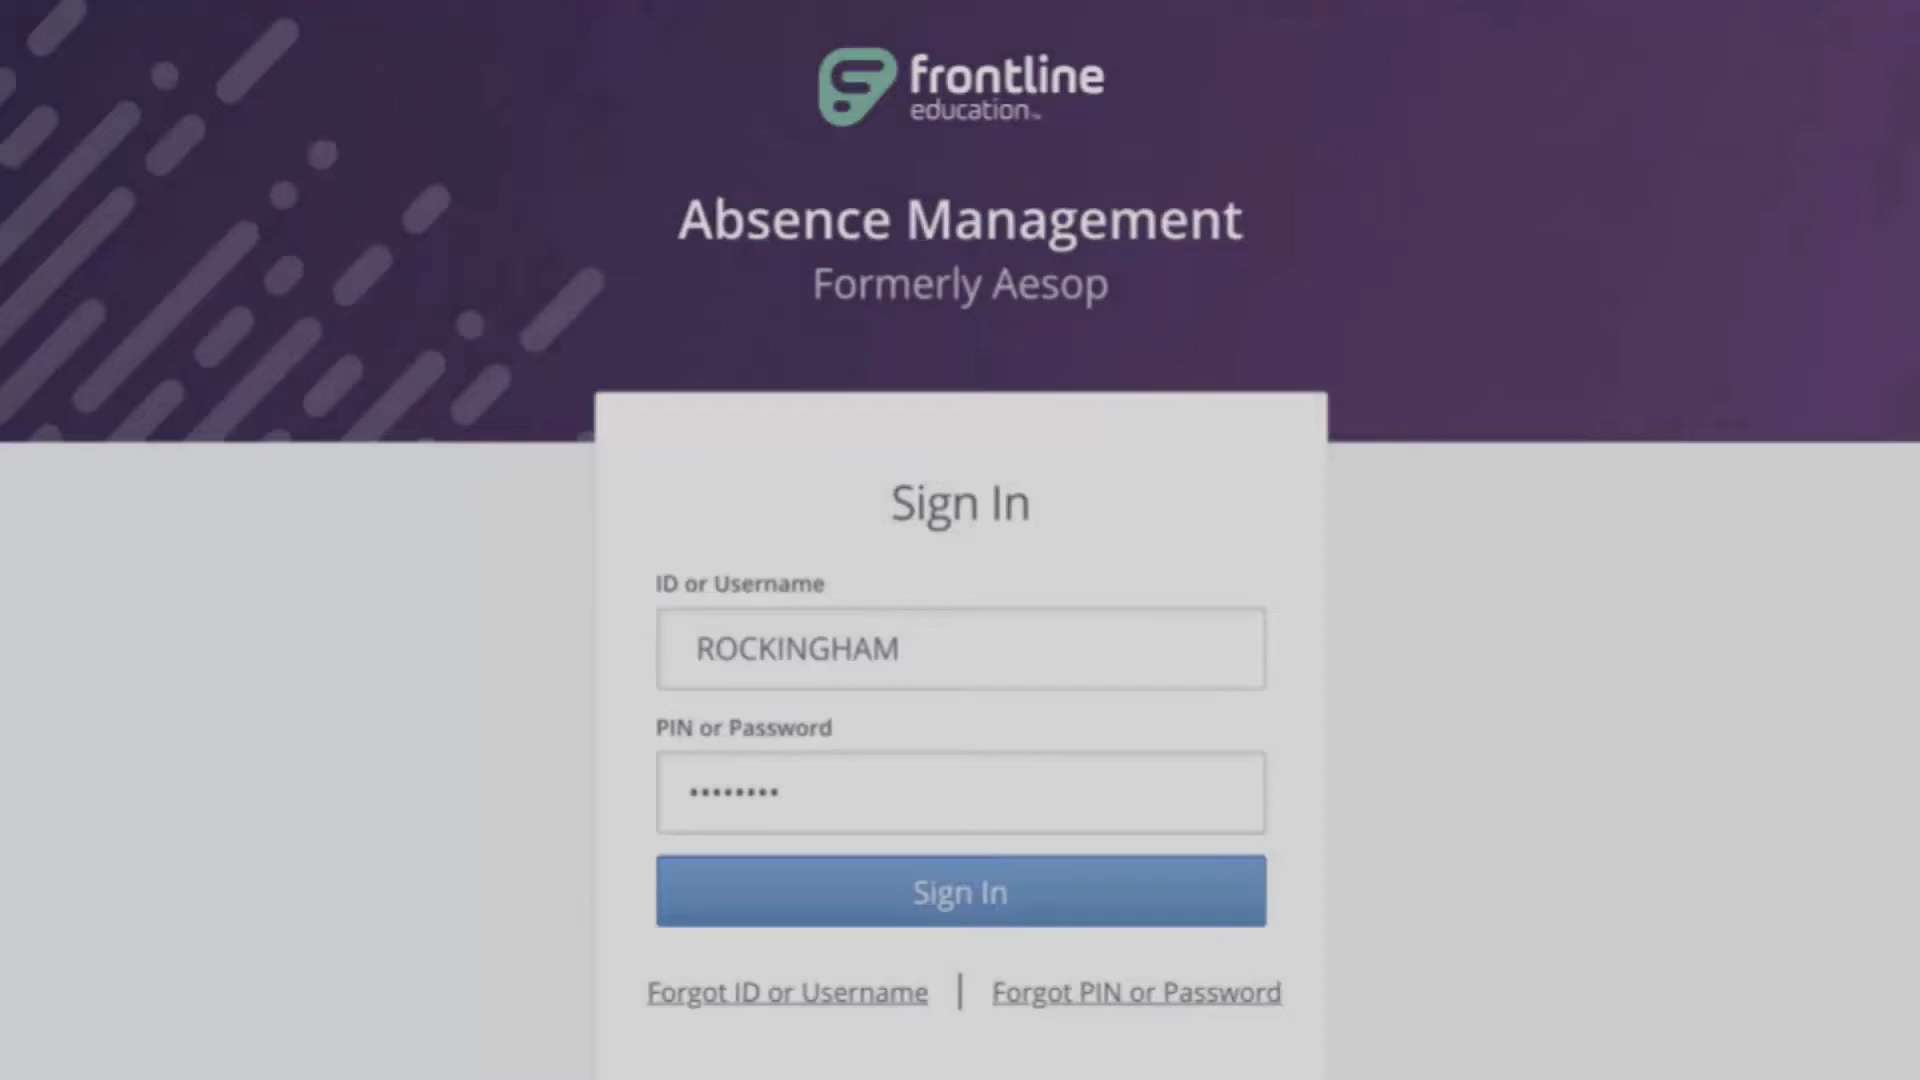 frontline
education™
Absence Management
Formerly Aesop
Sign In
ID or Username
ROCKINGHAM
PIN or Password
••••••••
Sign In
Forgot ID or Username | Forgot PIN or Password